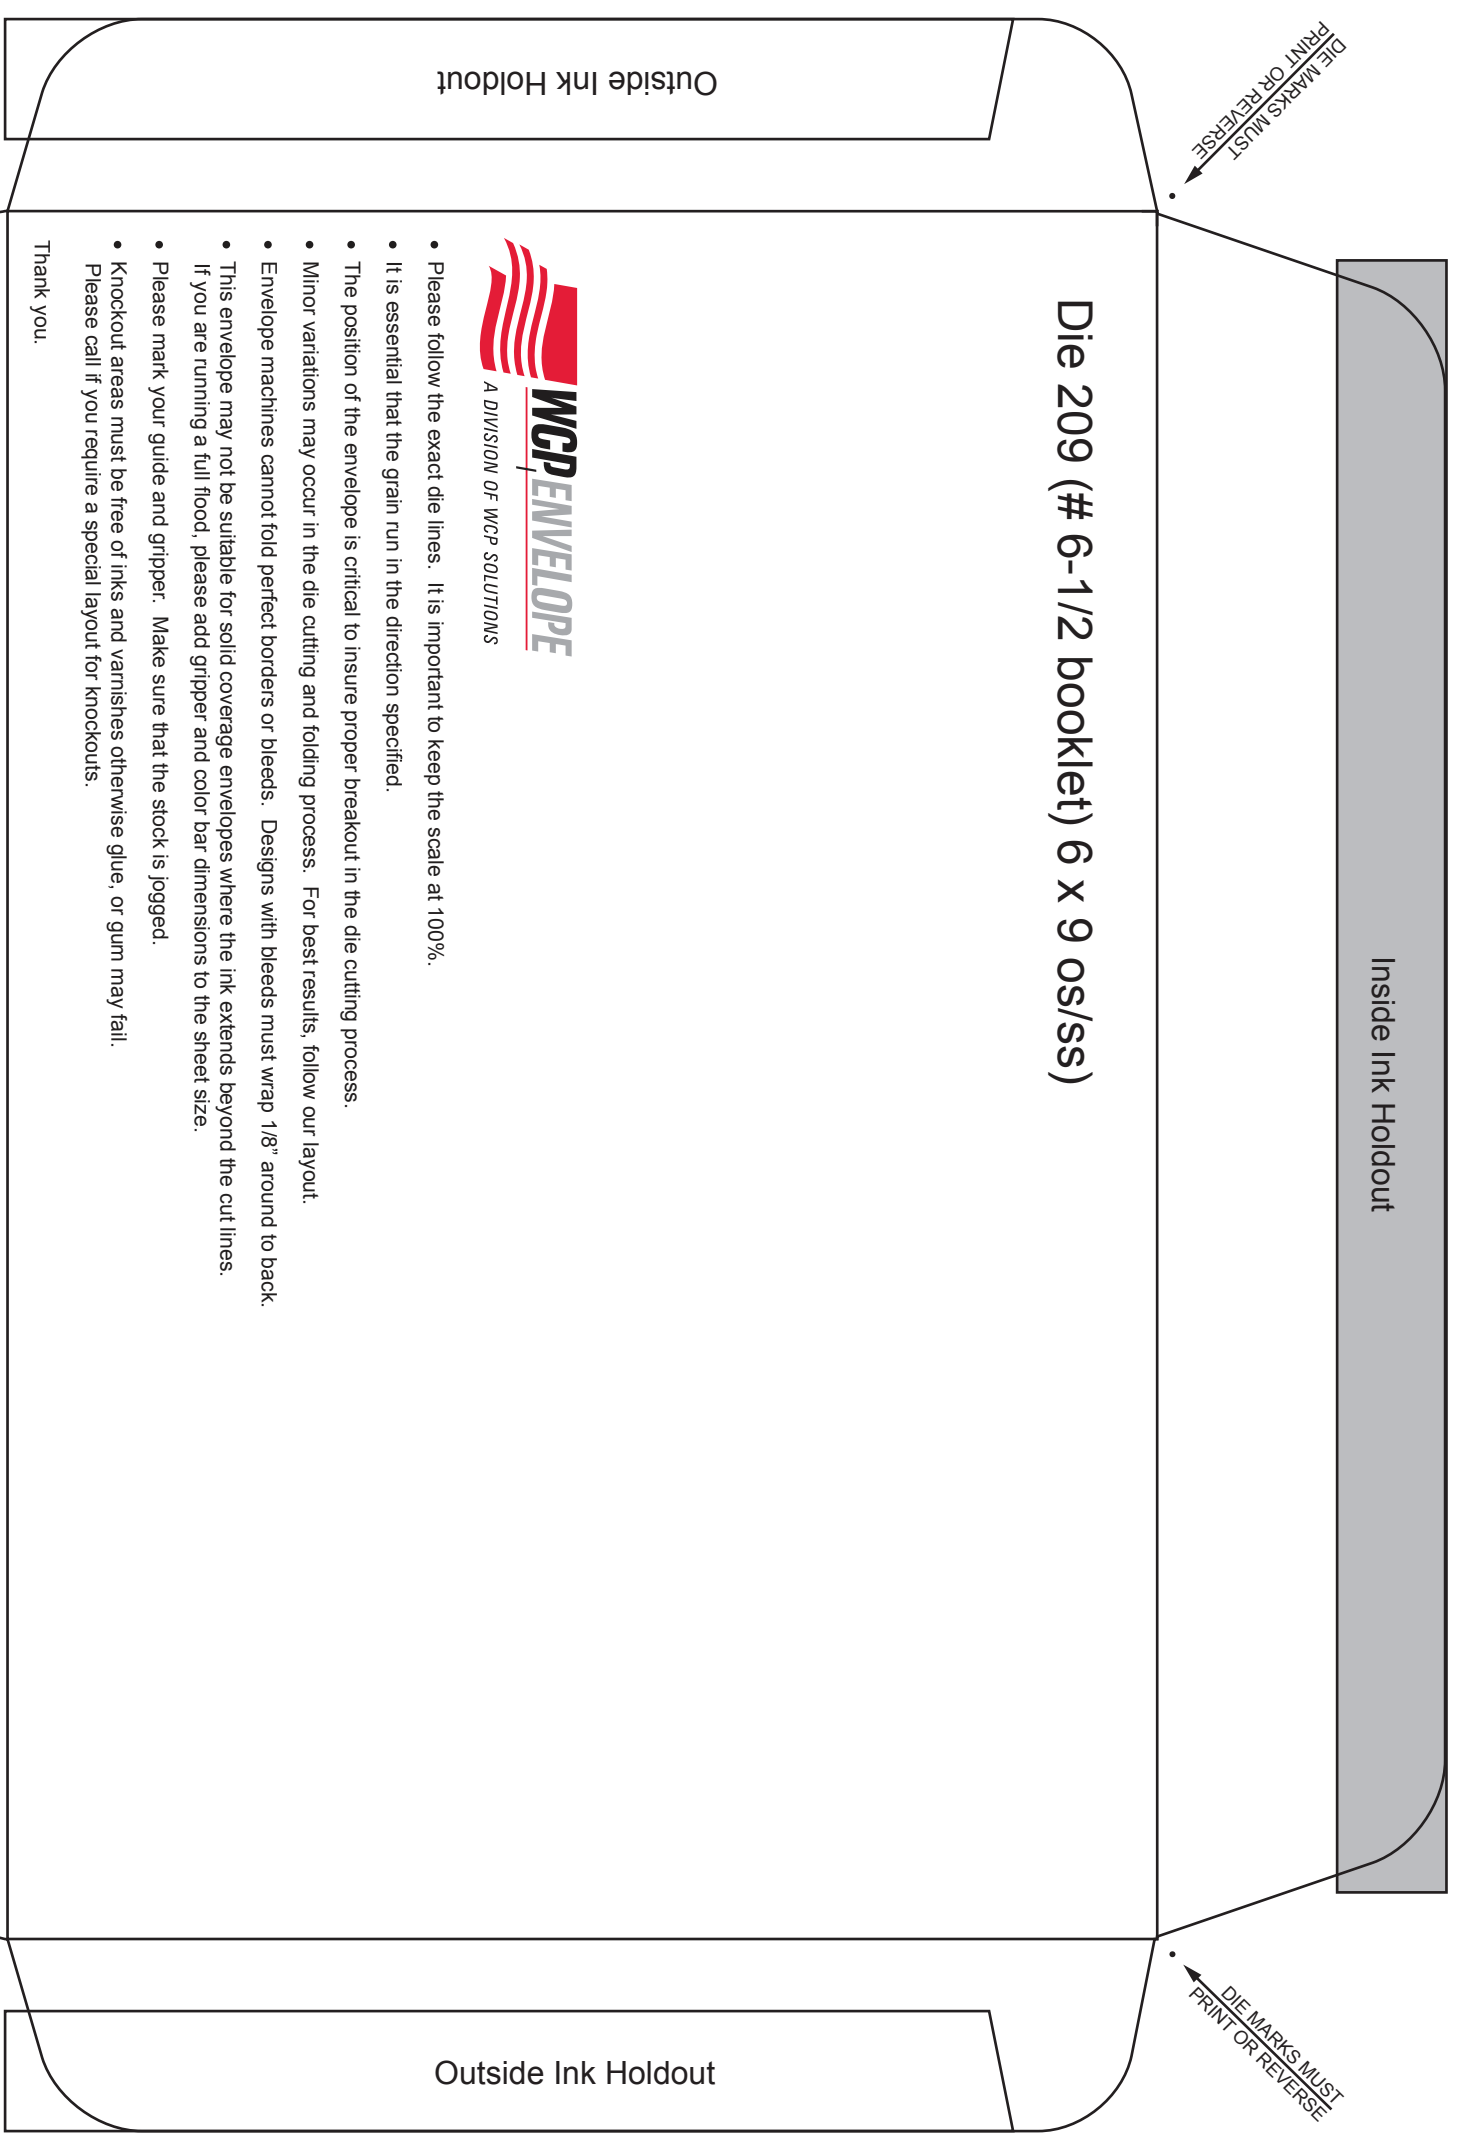 Outside Ink Holdout
DIE MARKS MUST
PRINT OR REVERSE
Inside Ink Holdout
Die 209 (# 6-1/2 booklet) 6 x 9 os/ss)
WCP ENVELOPE
A DIVISION OF WCP SOLUTIONS
• Please follow the exact die lines.  It is important to keep the scale at 100%.
• It is essential that the grain run in the direction specified.
• The position of the envelope is critical to insure proper breakout in the die cutting process.
• Minor variations may occur in the die cutting and folding process.  For best results, follow our layout.
• Envelope machines cannot fold perfect borders or bleeds.  Designs with bleeds must wrap 1/8” around to back.
• This envelope may not be suitable for solid coverage envelopes where the ink extends beyond the cut lines.
If you are running a full flood, please add gripper and color bar dimensions to the sheet size.
• Please mark your guide and gripper.  Make sure that the stock is jogged.
• Knockout areas must be free of inks and varnishes otherwise glue, or gum may fail.
Please call if you require a special layout for knockouts.
Thank you.
DIE MARKS MUST
PRINT OR REVERSE
Outside Ink Holdout